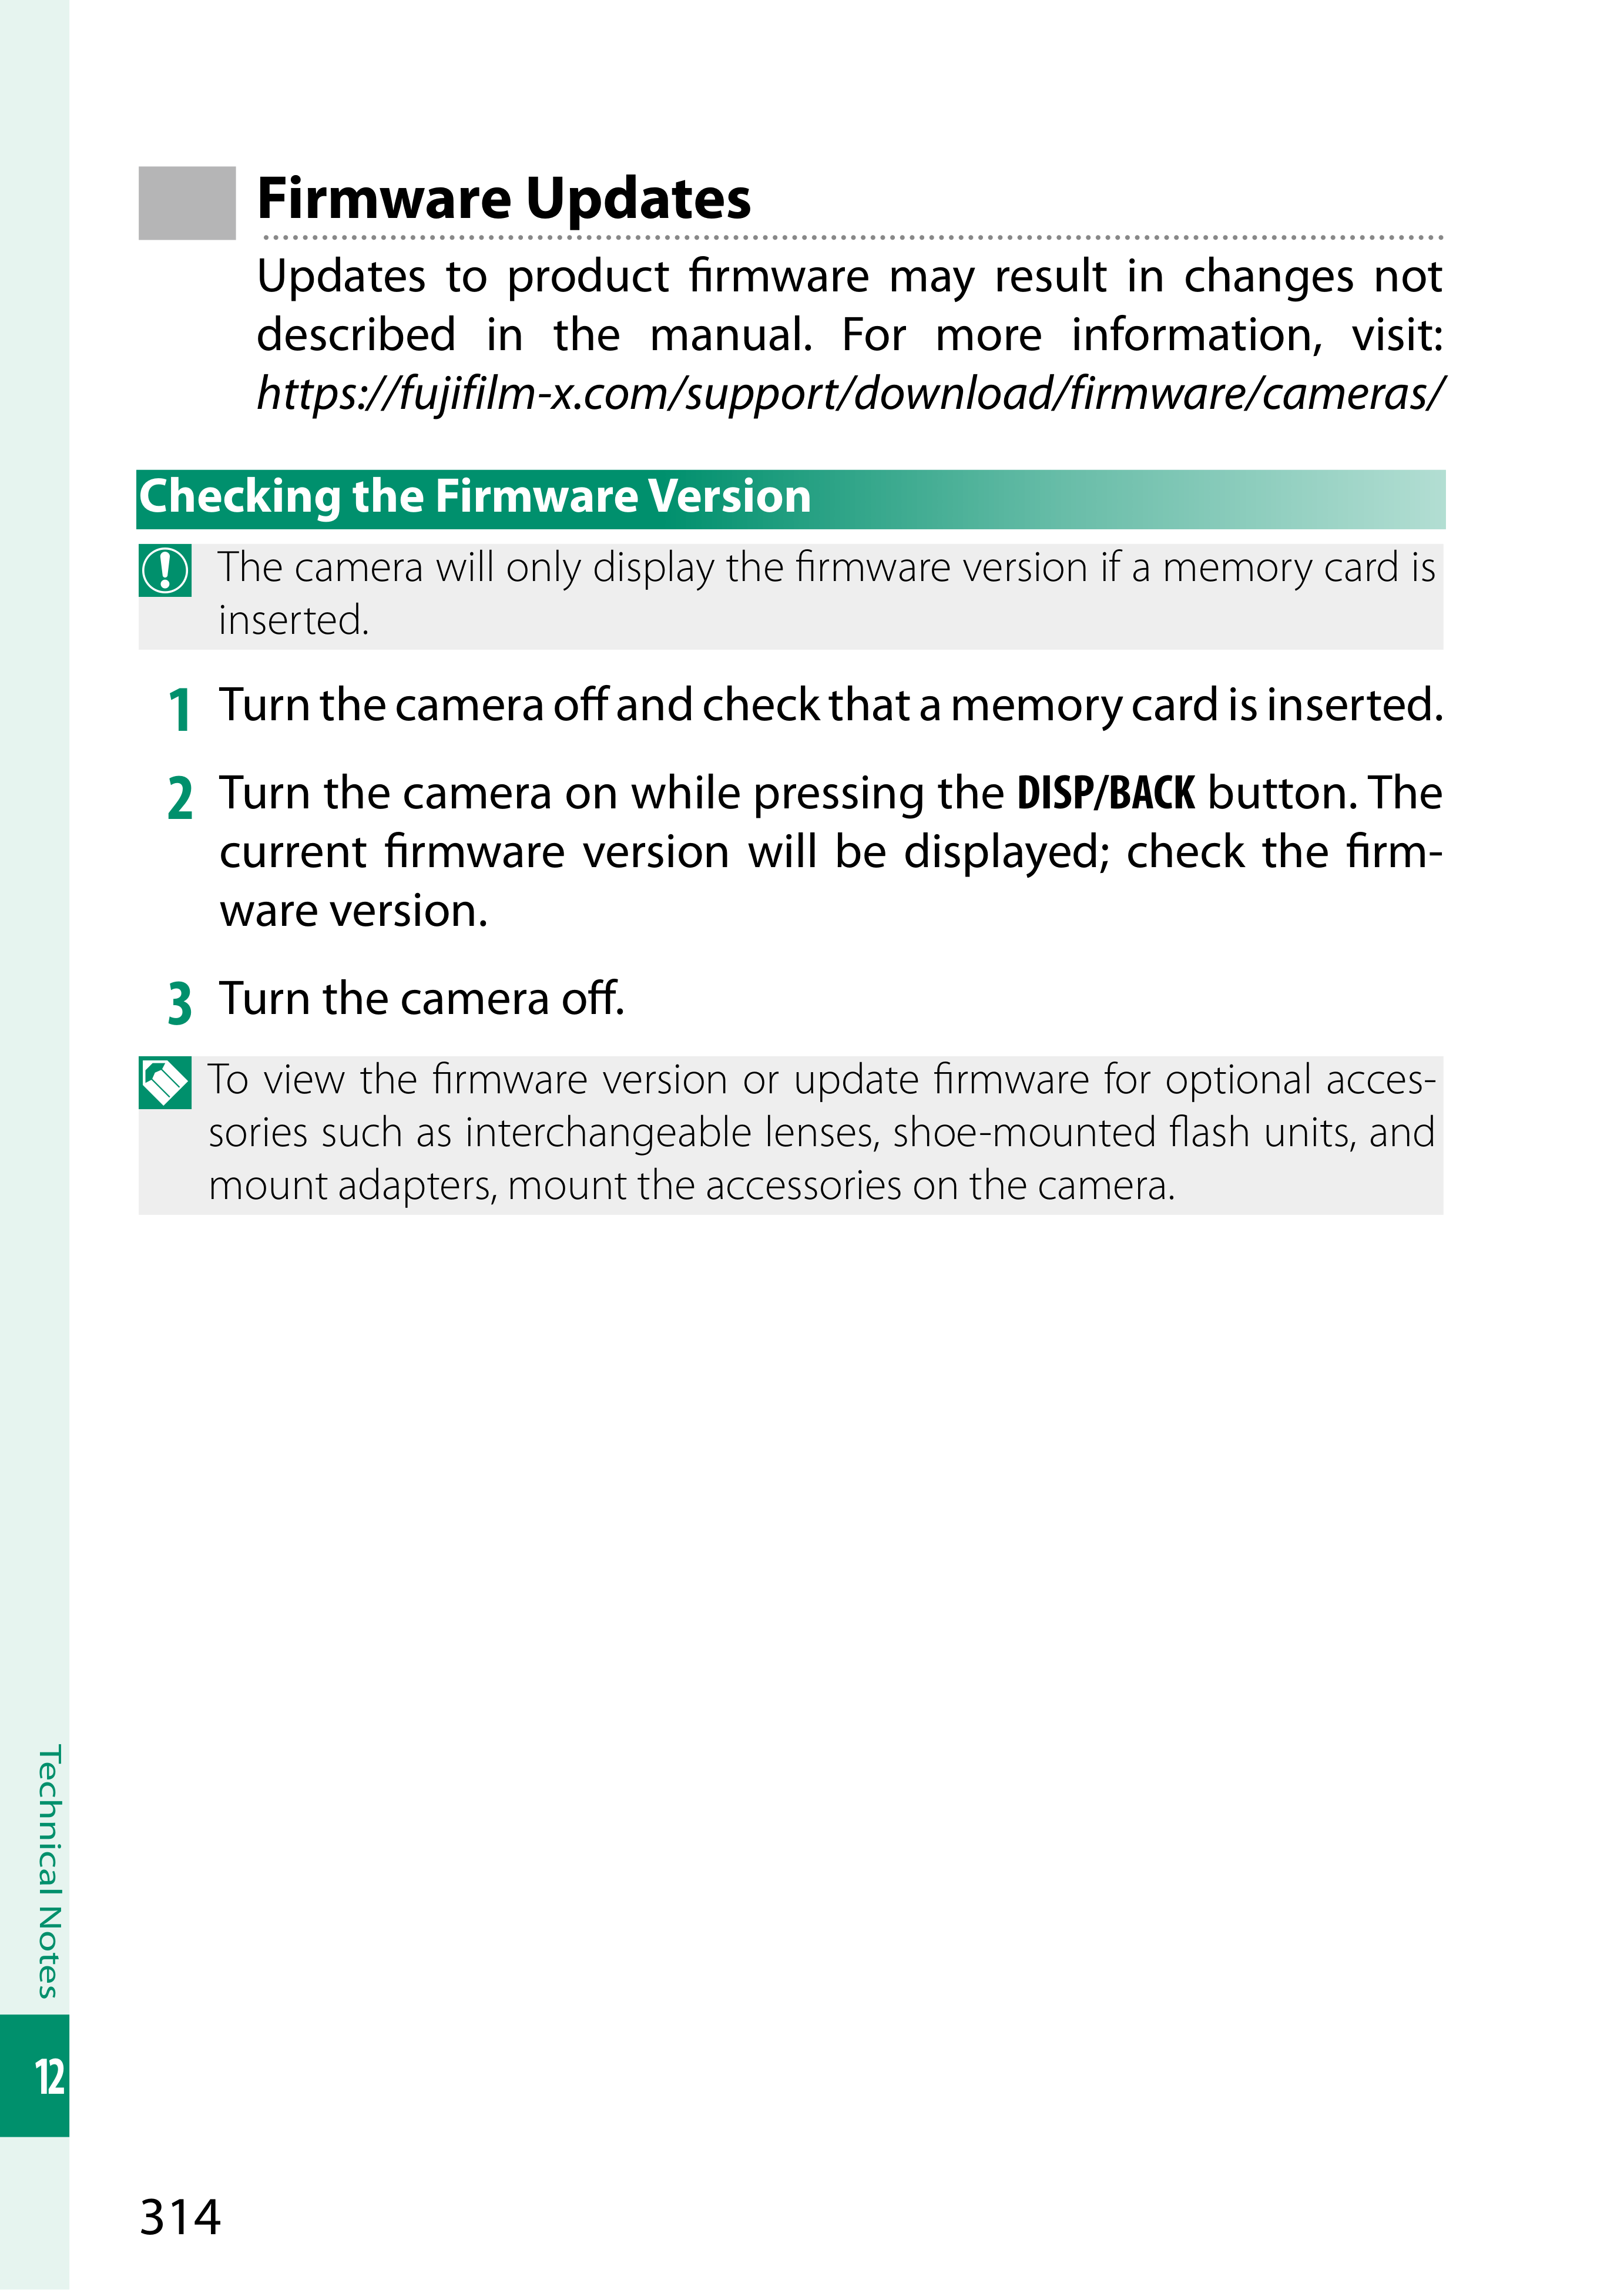 Firmware Updates
Updates to product firmware may result in changes not
described in the manual. For more information, visit:
https://fujifilm-x.com/support/download/firmware/cameras/
Checking the Firmware Version
The camera will only display the firmware version if a memory card is
inserted.
1 Turn the camera off and check that a memory card is inserted.
2 Turn the camera on while pressing the DISP/BACK button. The
current firmware version will be displayed; check the firm-
ware version.
3 Turn the camera off.
To view the firmware version or update firmware for optional acces-
sories such as interchangeable lenses, shoe-mounted flash units, and
mount adapters, mount the accessories on the camera.
Technical Notes
12
314